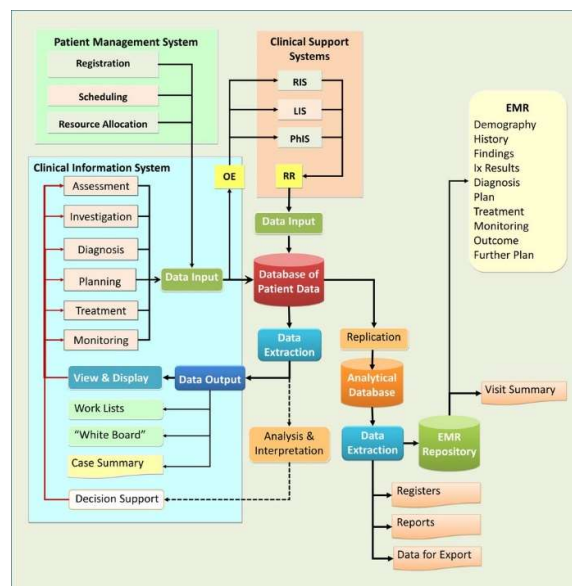 Patient Management System
Registration
Scheduling
Resource Allocation
Clinical Support
Systems
RIS
LIS
PhIS
OE
RR
EMR
Demography
History
Findings
Ix Results
Diagnosis
Plan
Treatment
Monitoring
Outcome
Further Plan
Clinical Information System
Assessment
Investigation
Diagnosis
Planning
Treatment
Monitoring
Data Input
Data Input
Database of
Patient Data
Data
Extraction
Replication
View & Display
Data Output
Analytical
Database
Visit Summary
Work Lists
"White Board"
Case Summary
Decision Support
Analysis &
Interpretation
Data
Extraction
EMR
Repository
Registers
Reports
Data for Export